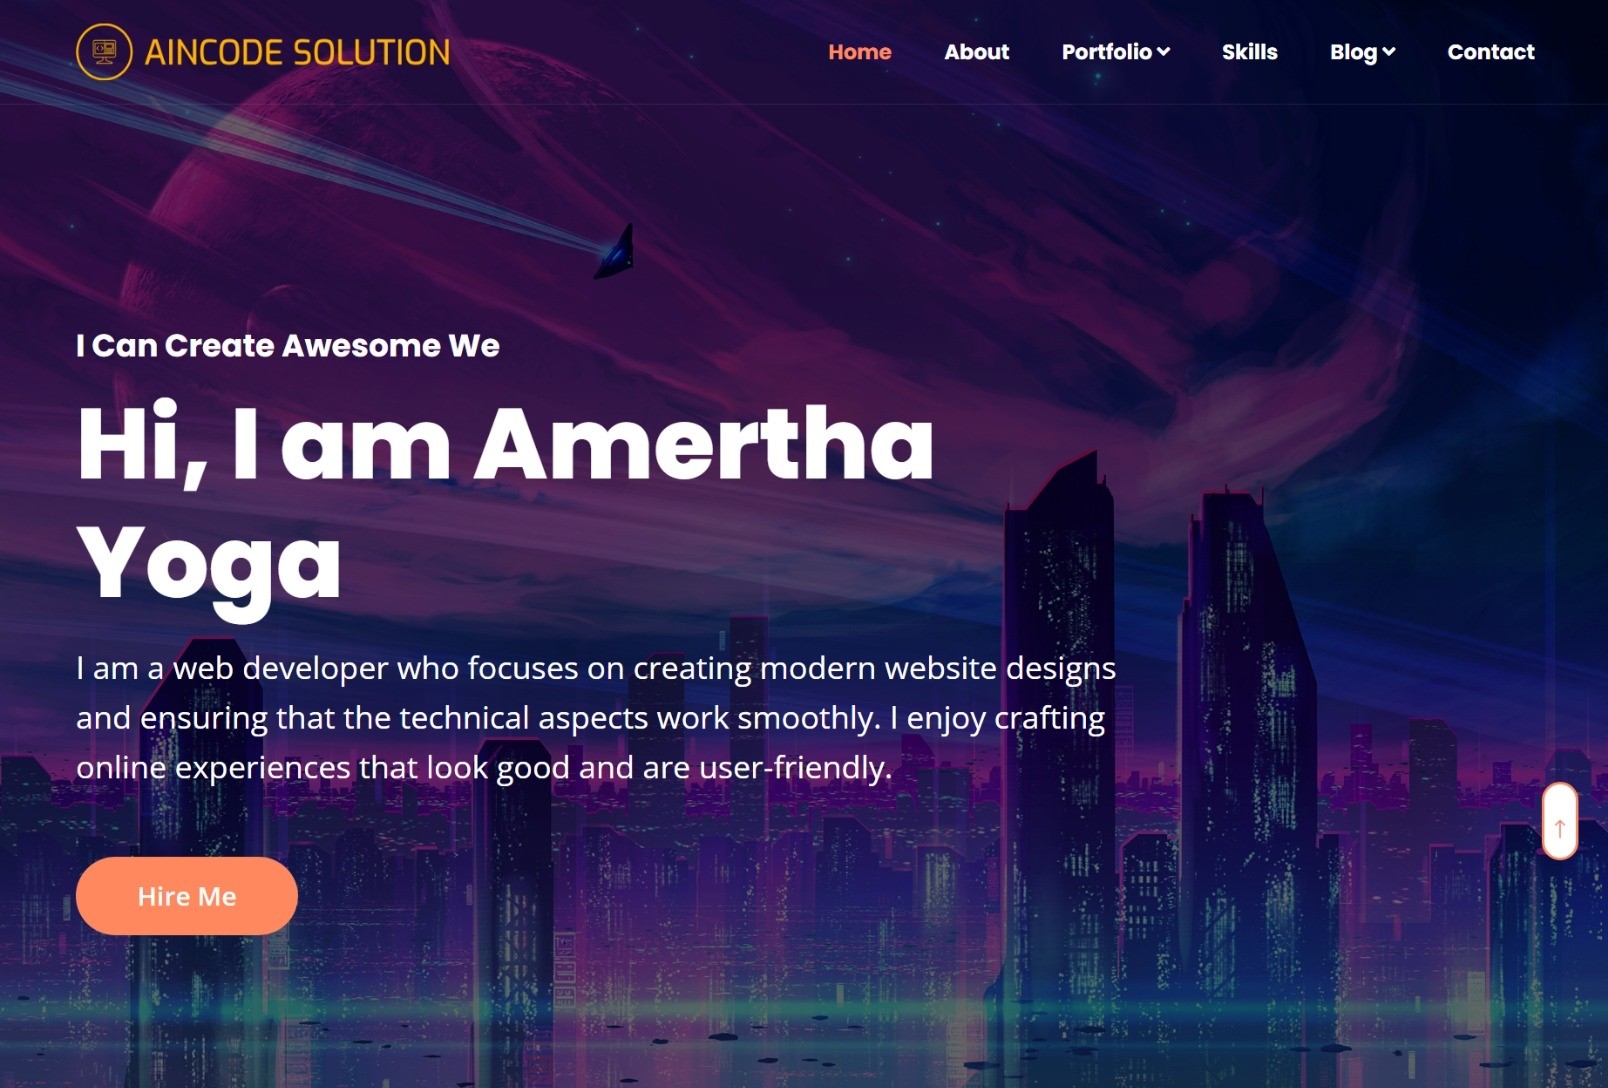 AINCODE SOLUTION
Home About Portfolio Skills Blog Contact
I Can Create Awesome We
Hi, I am Amertha
Yoga
I am a web developer who focuses on creating modern website designs
and ensuring that the technical aspects work smoothly. I enjoy crafting
online experiences that look good and are user-friendly.
Hire Me